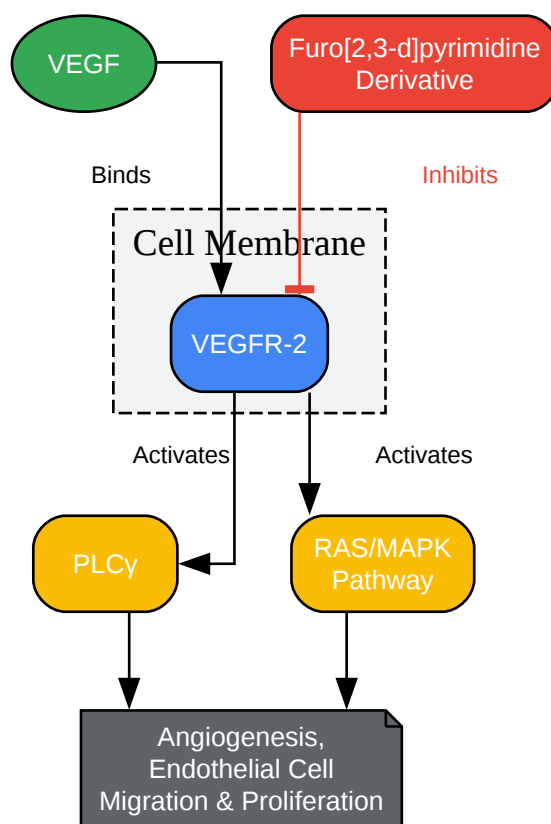 VEGF
Furo[2,3-d]pyrimidine
Derivative
Binds
Inhibits
Cell Membrane
VEGFR-2
Activates
Activates
PLCγ
RAS/MAPK
Pathway
Angiogenesis,
Endothelial Cell
Migration & Proliferation